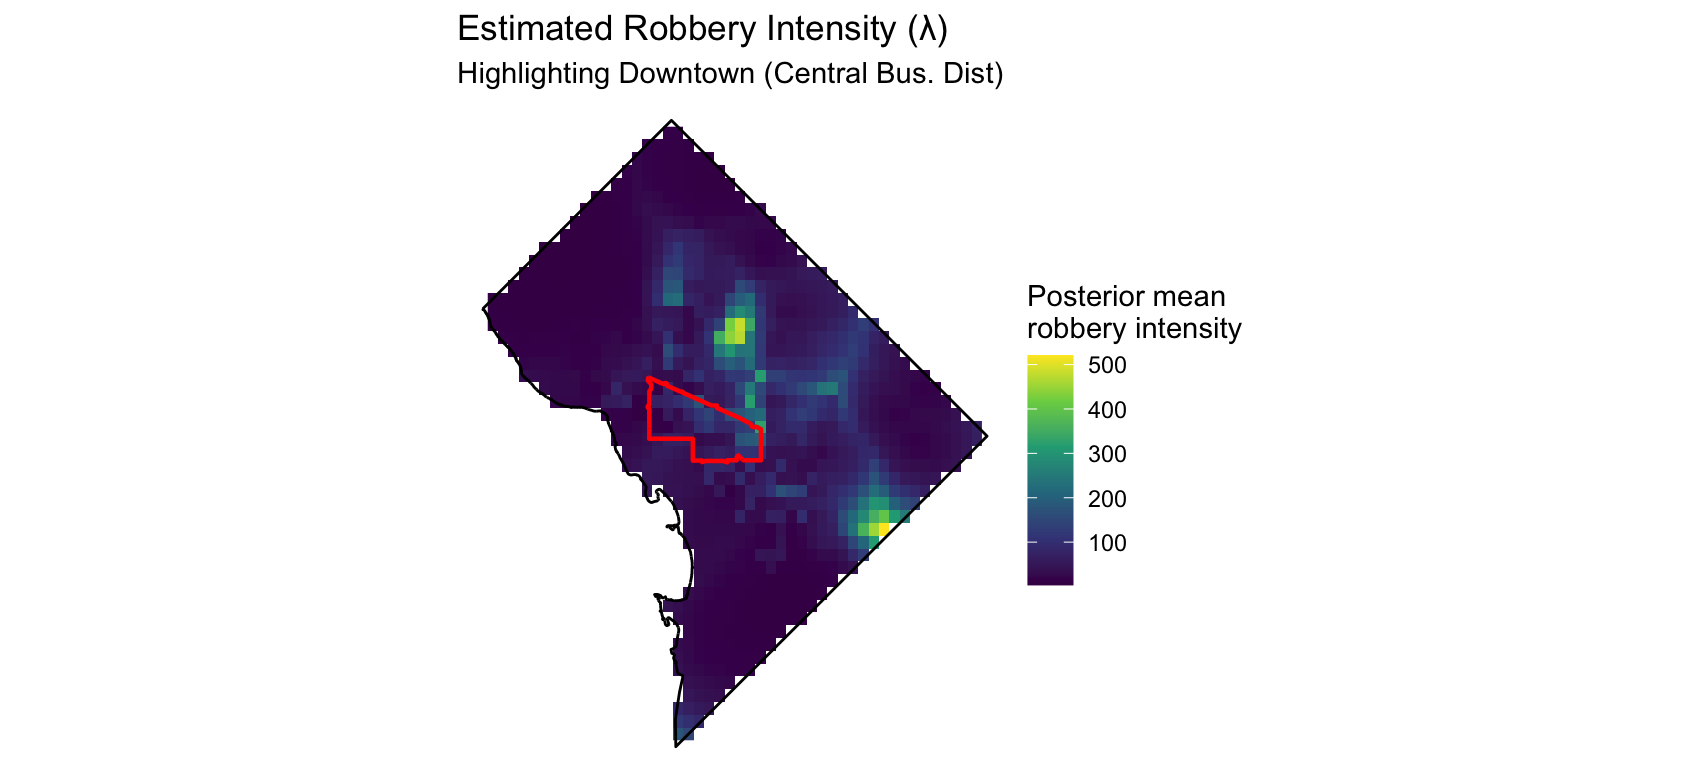 Estimated Robbery Intensity (λ)
Highlighting Downtown (Central Bus. Dist)
Posterior mean
robbery intensity
500
400
300
200
100